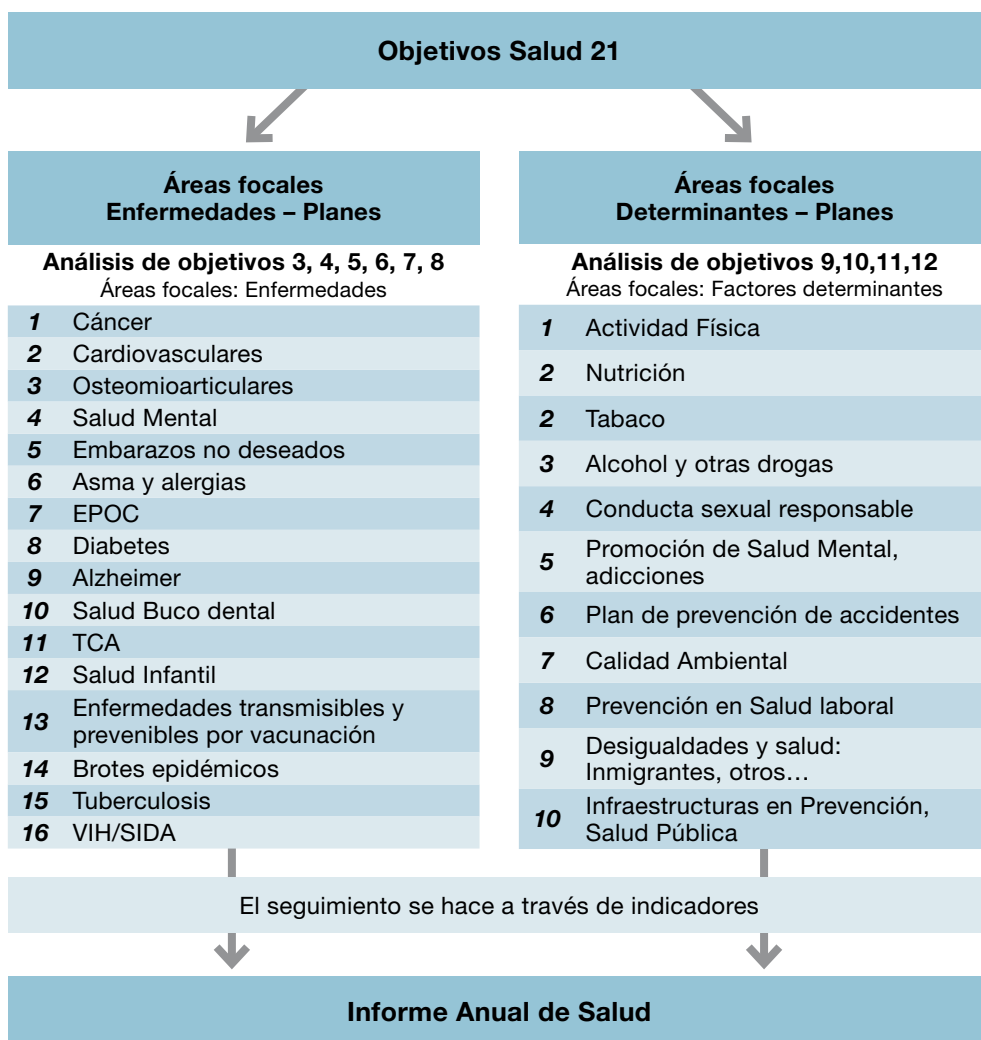 Objetivos Salud 21
Áreas focales
Enfermedades – Planes
Análisis de objetivos 3, 4, 5, 6, 7, 8
Áreas focales: Enfermedades
1 Cáncer
2 Cardiovasculares
3 Osteomioarticulares
4 Salud Mental
5 Embarazos no deseados
6 Asma y alergias
7 EPOC
8 Diabetes
9 Alzheimer
10 Salud Buco dental
11 TCA
12 Salud Infantil
13 Enfermedades transmisibles y
prevenibles por vacunación
14 Brotes epidémicos
15 Tuberculosis
16 VIH/SIDA
Áreas focales
Determinantes – Planes
Análisis de objetivos 9,10,11,12
Áreas focales: Factores determinantes
1 Actividad Física
2 Nutrición
2 Tabaco
3 Alcohol y otras drogas
4 Conducta sexual responsable
5 Promoción de Salud Mental,
adicciones
6 Plan de prevención de accidentes
7 Calidad Ambiental
8 Prevención en Salud laboral
9 Desigualdades y salud:
Inmigrantes, otros…
10 Infraestructuras en Prevención,
Salud Pública
El seguimiento se hace a través de indicadores
Informe Anual de Salud